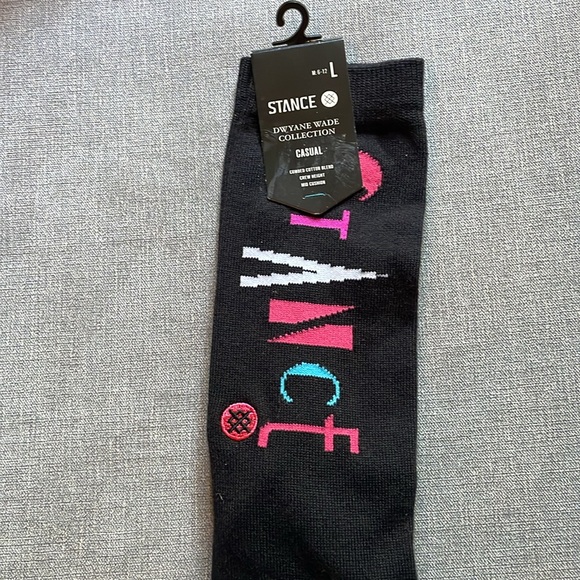 M 6-12 L
STANCE
DWYANE WADE
COLLECTION
CASUAL
COMBED COTTON BLEND
CREW HEIGHT
MID CUSHION
STANCE